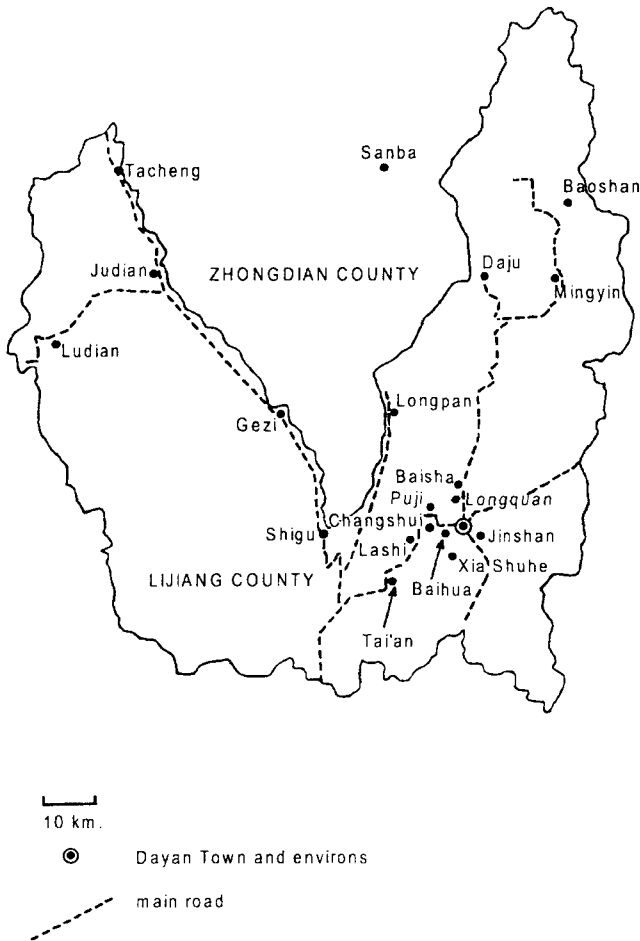 Sanba
Tacheng
Baoshan
Judian
ZHONGDIAN COUNTY
Daju
Mingyin
Ludian
Gezi
Longpan
Baisha
Puji
Longquan
Changshui
Shigu
Lashi
Jinshan
Xia Shuhe
LIJIANG COUNTY
Baihua
Tai'an
10 km.
Dayan Town and environs
main road